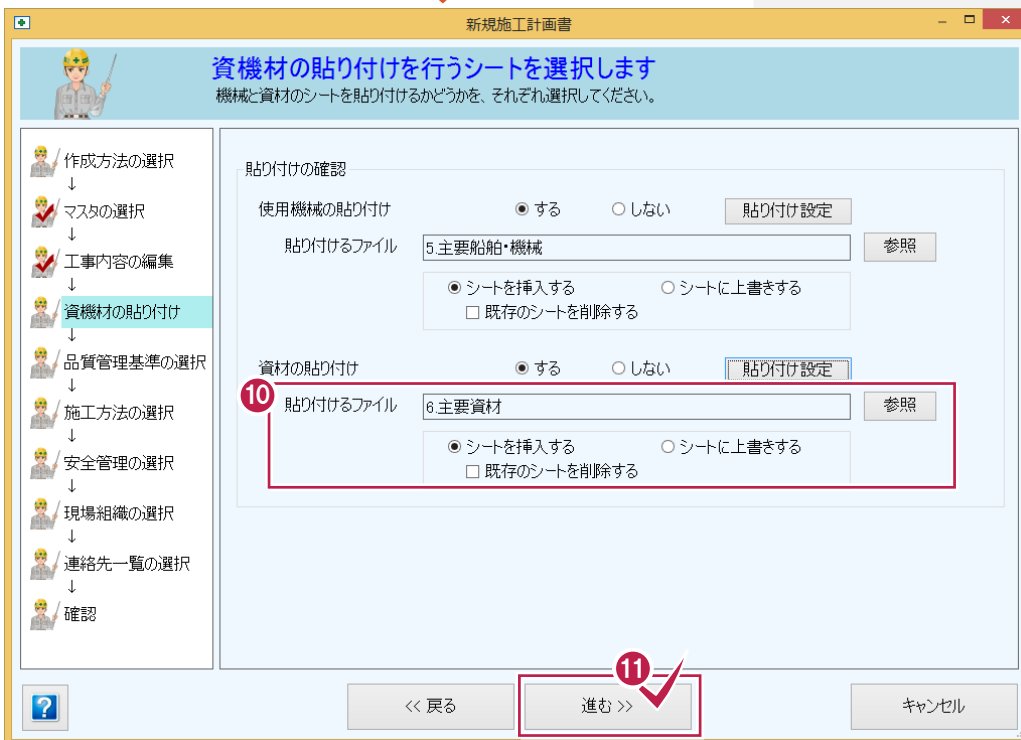 新規施工計画書
資機材の貼り付けを行うシートを選択します
機械と資材のシートを貼り付けるかどうかを、それぞれ選択してください。
作成方法の選択
↓
マスタの選択
↓
工事内容の編集
↓
資機材の貼り付け
↓
品質管理基準の選択
↓
施工方法の選択
↓
安全管理の選択
↓
現場組織の選択
↓
連絡先一覧の選択
↓
確認
貼り付けの確認
使用機械の貼り付け する しない 貼り付け設定
貼り付けるファイル 5.主要船舶・機械 参照
シートを挿入する シートに上書きする
既存のシートを削除する
資材の貼り付け する しない 貼り付け設定
10
貼り付けるファイル 6.主要資材 参照
シートを挿入する シートに上書きする
既存のシートを削除する
11
? << 戻る 進む >> キャンセル